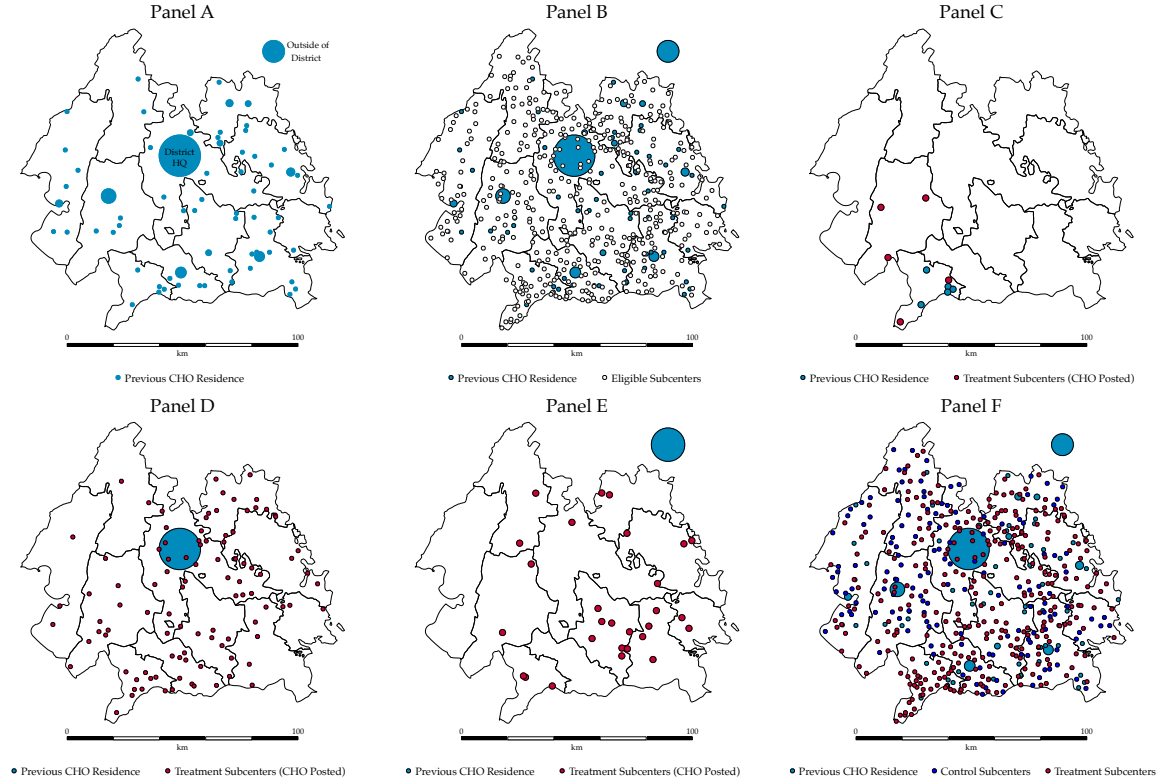 Panel A
Outside of
District
District
HQ
0 100
km
Previous CHO Residence
Panel B
0 100
km
Previous CHO Residence Eligible Subcenters
Panel C
0 100
km
Previous CHO Residence Treatment Subcenters (CHO Posted)
Panel D
0 100
km
Previous CHO Residence Treatment Subcenters (CHO Posted)
Panel E
0 100
km
Previous CHO Residence Treatment Subcenters (CHO Posted)
Panel F
0 100
km
Previous CHO Residence Control Subcenters Treatment Subcenters